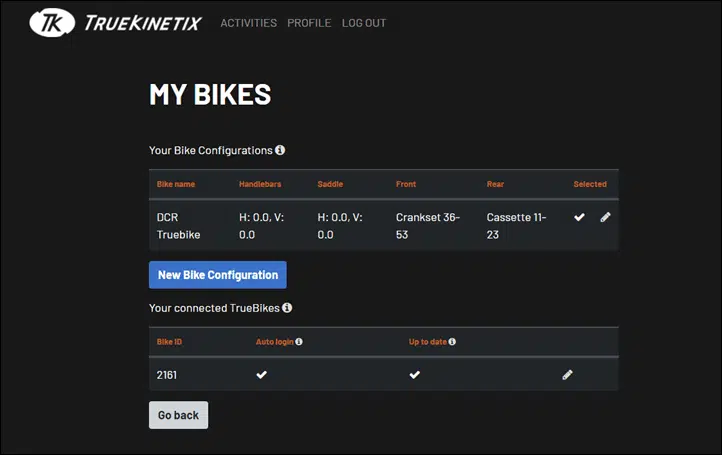 TK TRUEKINETIX ACTIVITIES PROFILE LOG OUT
MY BIKES
Your Bike Configurations
Bike name Handlebars Saddle Front Rear Selected
DCR H: 0.0, V: H: 0.0, V: Crankset 36- Cassette 11-
Truebike 0.0 0.0 53 23
New Bike Configuration
Your connected TrueBikes
Bike ID Auto login Up to date
2161
Go back